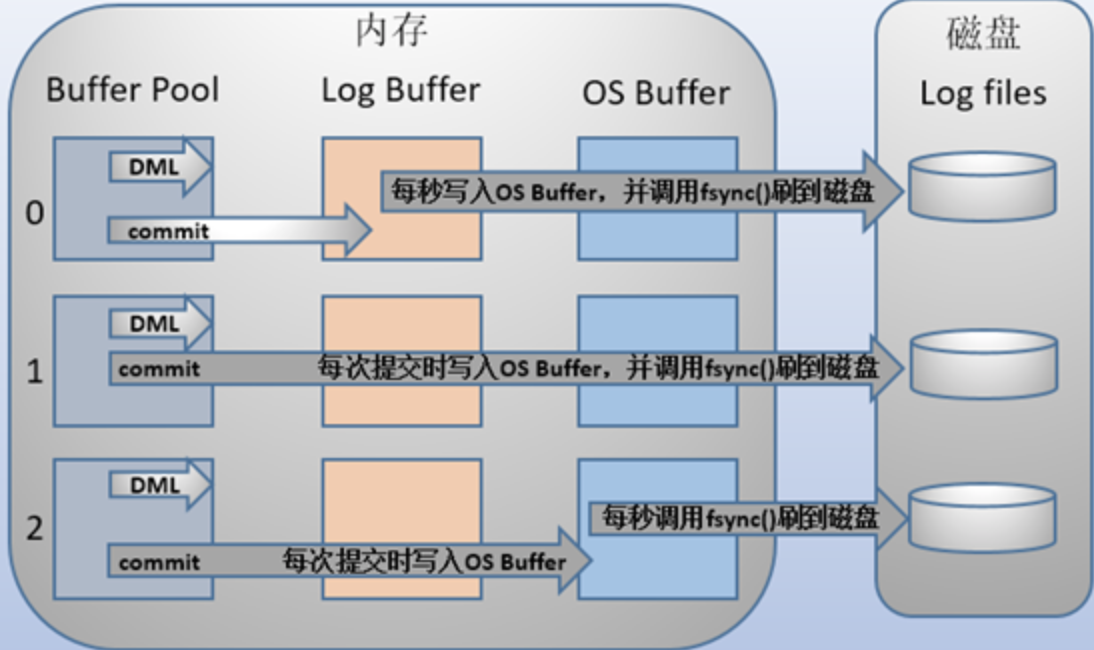 内存
磁盘
Buffer Pool
Log Buffer
OS Buffer
Log files
0
DML
每秒写入OS Buffer，并调用fsync()刷到磁盘
commit
1
DML
commit
每次提交时写入OS Buffer，并调用fsync()刷到磁盘
2
DML
每秒调用fsync()刷到磁盘
commit
每次提交时写入OS Buffer